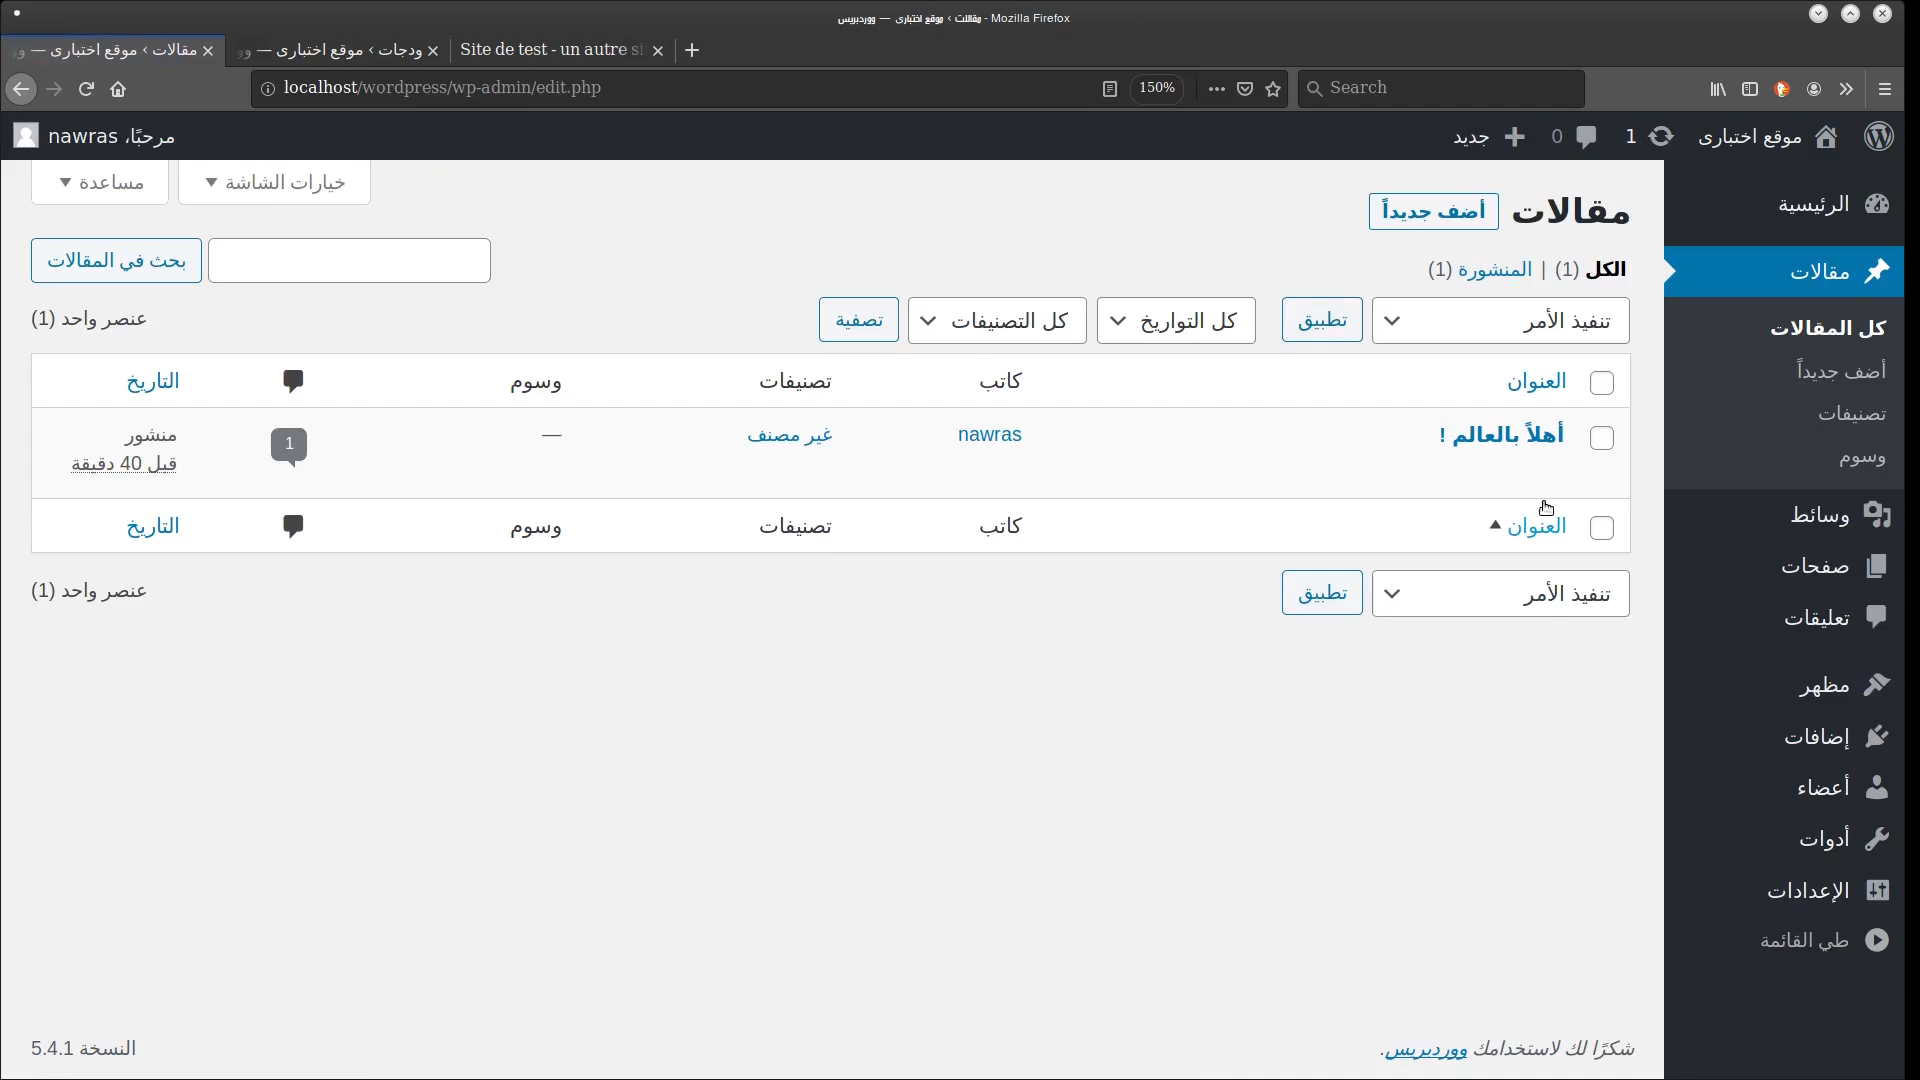 مقالات ‹ موقع اختباري — ووردبريس - Mozilla Firefox
مقالات ‹ موقع اختباري —
ودجات ‹ موقع اختباري —
Site de test - un autre si
localhost/wordpress/wp-admin/edit.php
150%
Search
موقع اختباري
1
0
جديد
مرحبًا، nawras
الرئيسية
مقالات
كل المقالات
أضف جديداً
تصنيفات
وسوم
وسائط
صفحات
تعليقات
مظهر
إضافات
أعضاء
أدوات
الإعدادات
طي القائمة
خيارات الشاشة
مساعدة
مقالات
أضف جديداً
الكل (1) | المنشورة (1)
بحث في المقالات
تنفيذ الأمر
تطبيق
كل التواريخ
كل التصنيفات
تصفية
عنصر واحد (1)
العنوان
كاتب
تصنيفات
وسوم
التاريخ
أهلاً بالعالم !
nawras
غير مصنف
—
1
منشور
قبل 40 دقيقة
العنوان
كاتب
تصنيفات
وسوم
التاريخ
تنفيذ الأمر
تطبيق
عنصر واحد (1)
شكرًا لك لاستخدامك ووردبريس.
النسخة 5.4.1